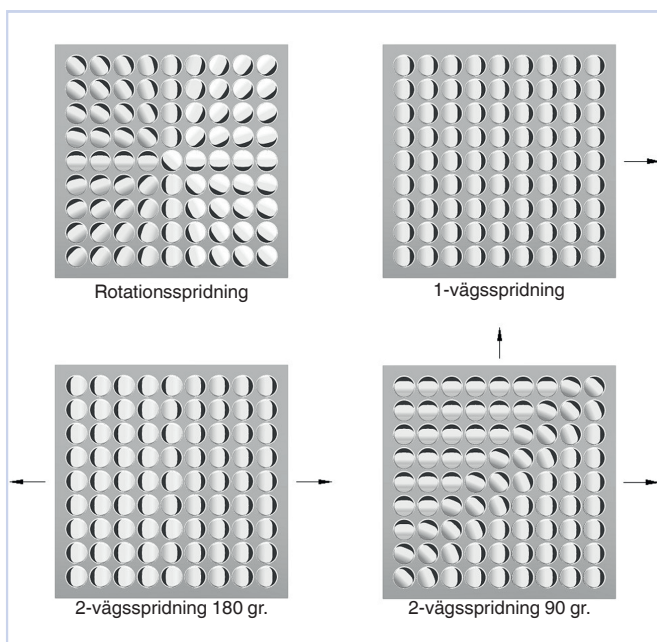 Rotationsspridning
1-vägsspridning
2-vägsspridning 180 gr.
2-vägsspridning 90 gr.